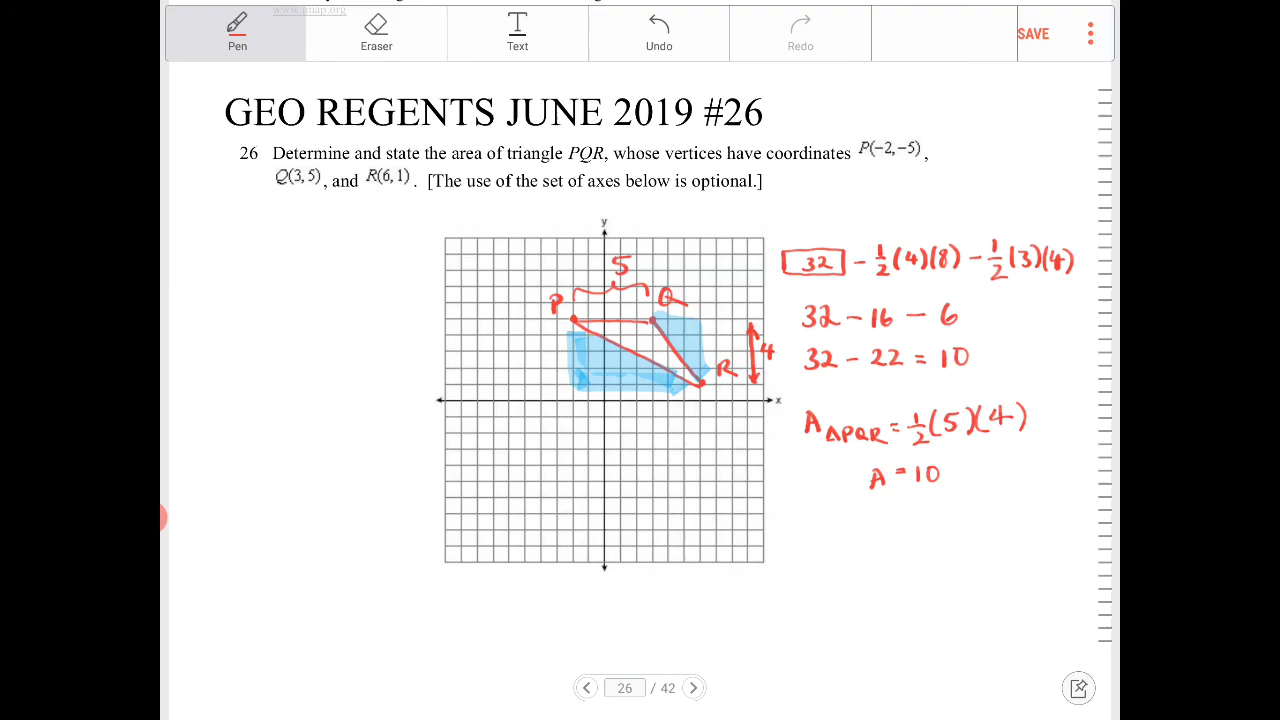 www.jmap.org
Pen Eraser Text Undo Redo SAVE
GEO REGENTS JUNE 2019 #26
26 Determine and state the area of triangle PQR, whose vertices have coordinates P(−2,−5),
Q(3,5), and R(6,1). [The use of the set of axes below is optional.]
y
5
P Q
R
4
x
32 − 1/2(4)(8) − 1/2(3)(4)
32 − 16 − 6
32 − 22 = 10
A △PQR = 1/2(5)(4)
A = 10
26 / 42